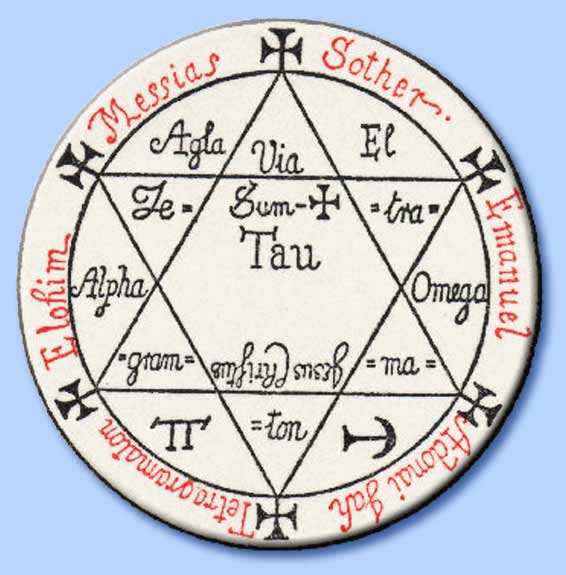 Messias
Sother.
Emanuel
Adonai Jah
Tetragramaton
Elohim
Agla
Via
El
Te=
Sum-✠
=tra=
Tau
Alpha
Omega
=gram=
Jesus Chriſtus
=ma=
=ton